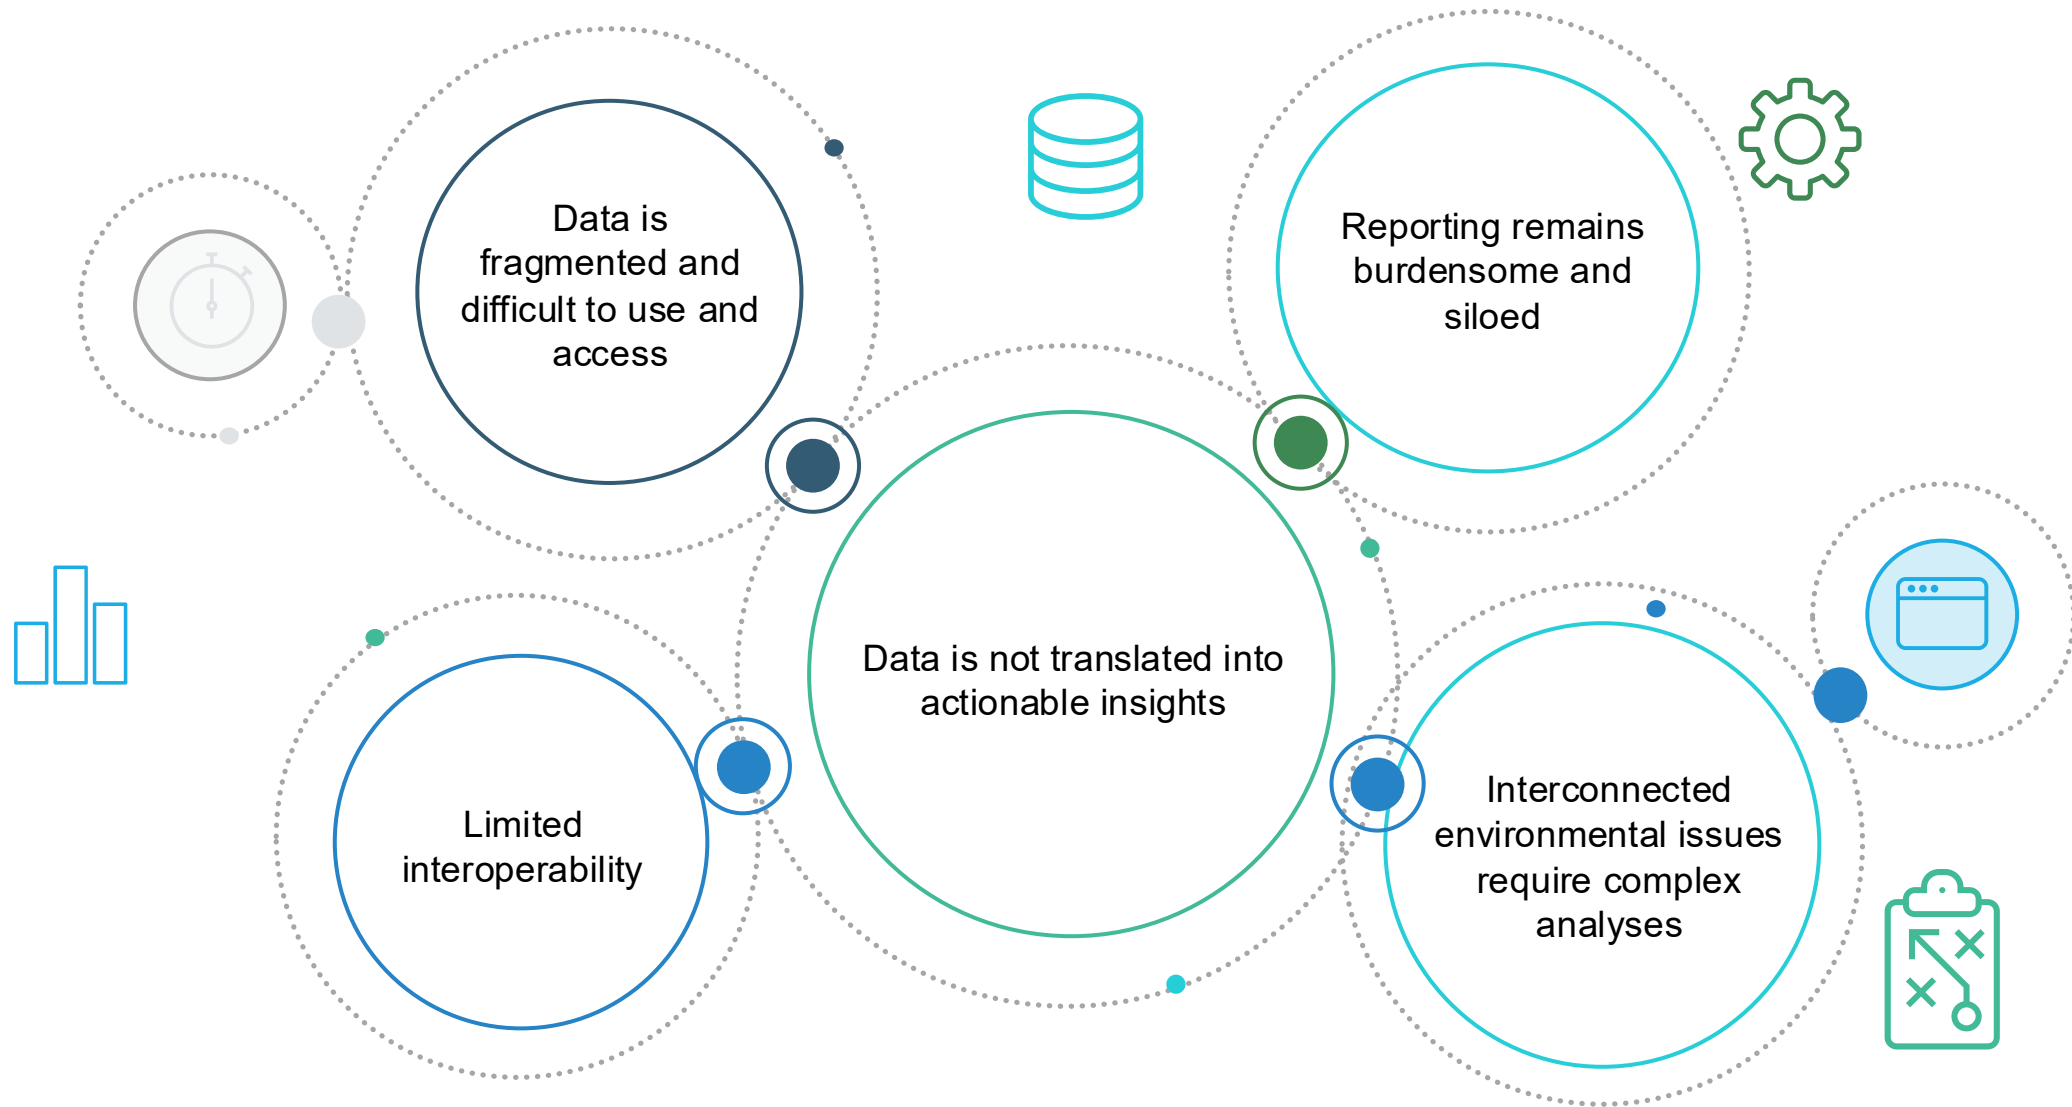 Data is
fragmented and
difficult to use and
access
Reporting remains
burdensome and
siloed
Data is not translated into
actionable insights
Limited
interoperability
Interconnected
environmental issues
require complex
analyses